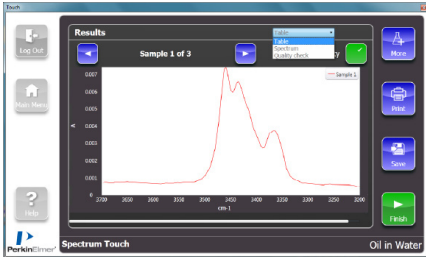 Touch
Results
Table
Table
Spectrum
Quality check
Log Out
Sample 1 of 3
More
Sample 1
0.007
0.006
0.005
0.004
0.003
0.002
0.001
0
A
3700 3650 3600 3550 3500 3450 3400 3350 3300 3250 3200
cm-1
Main Menu
Print
Save
Help
Finish
PerkinElmer
Spectrum Touch
Oil in Water